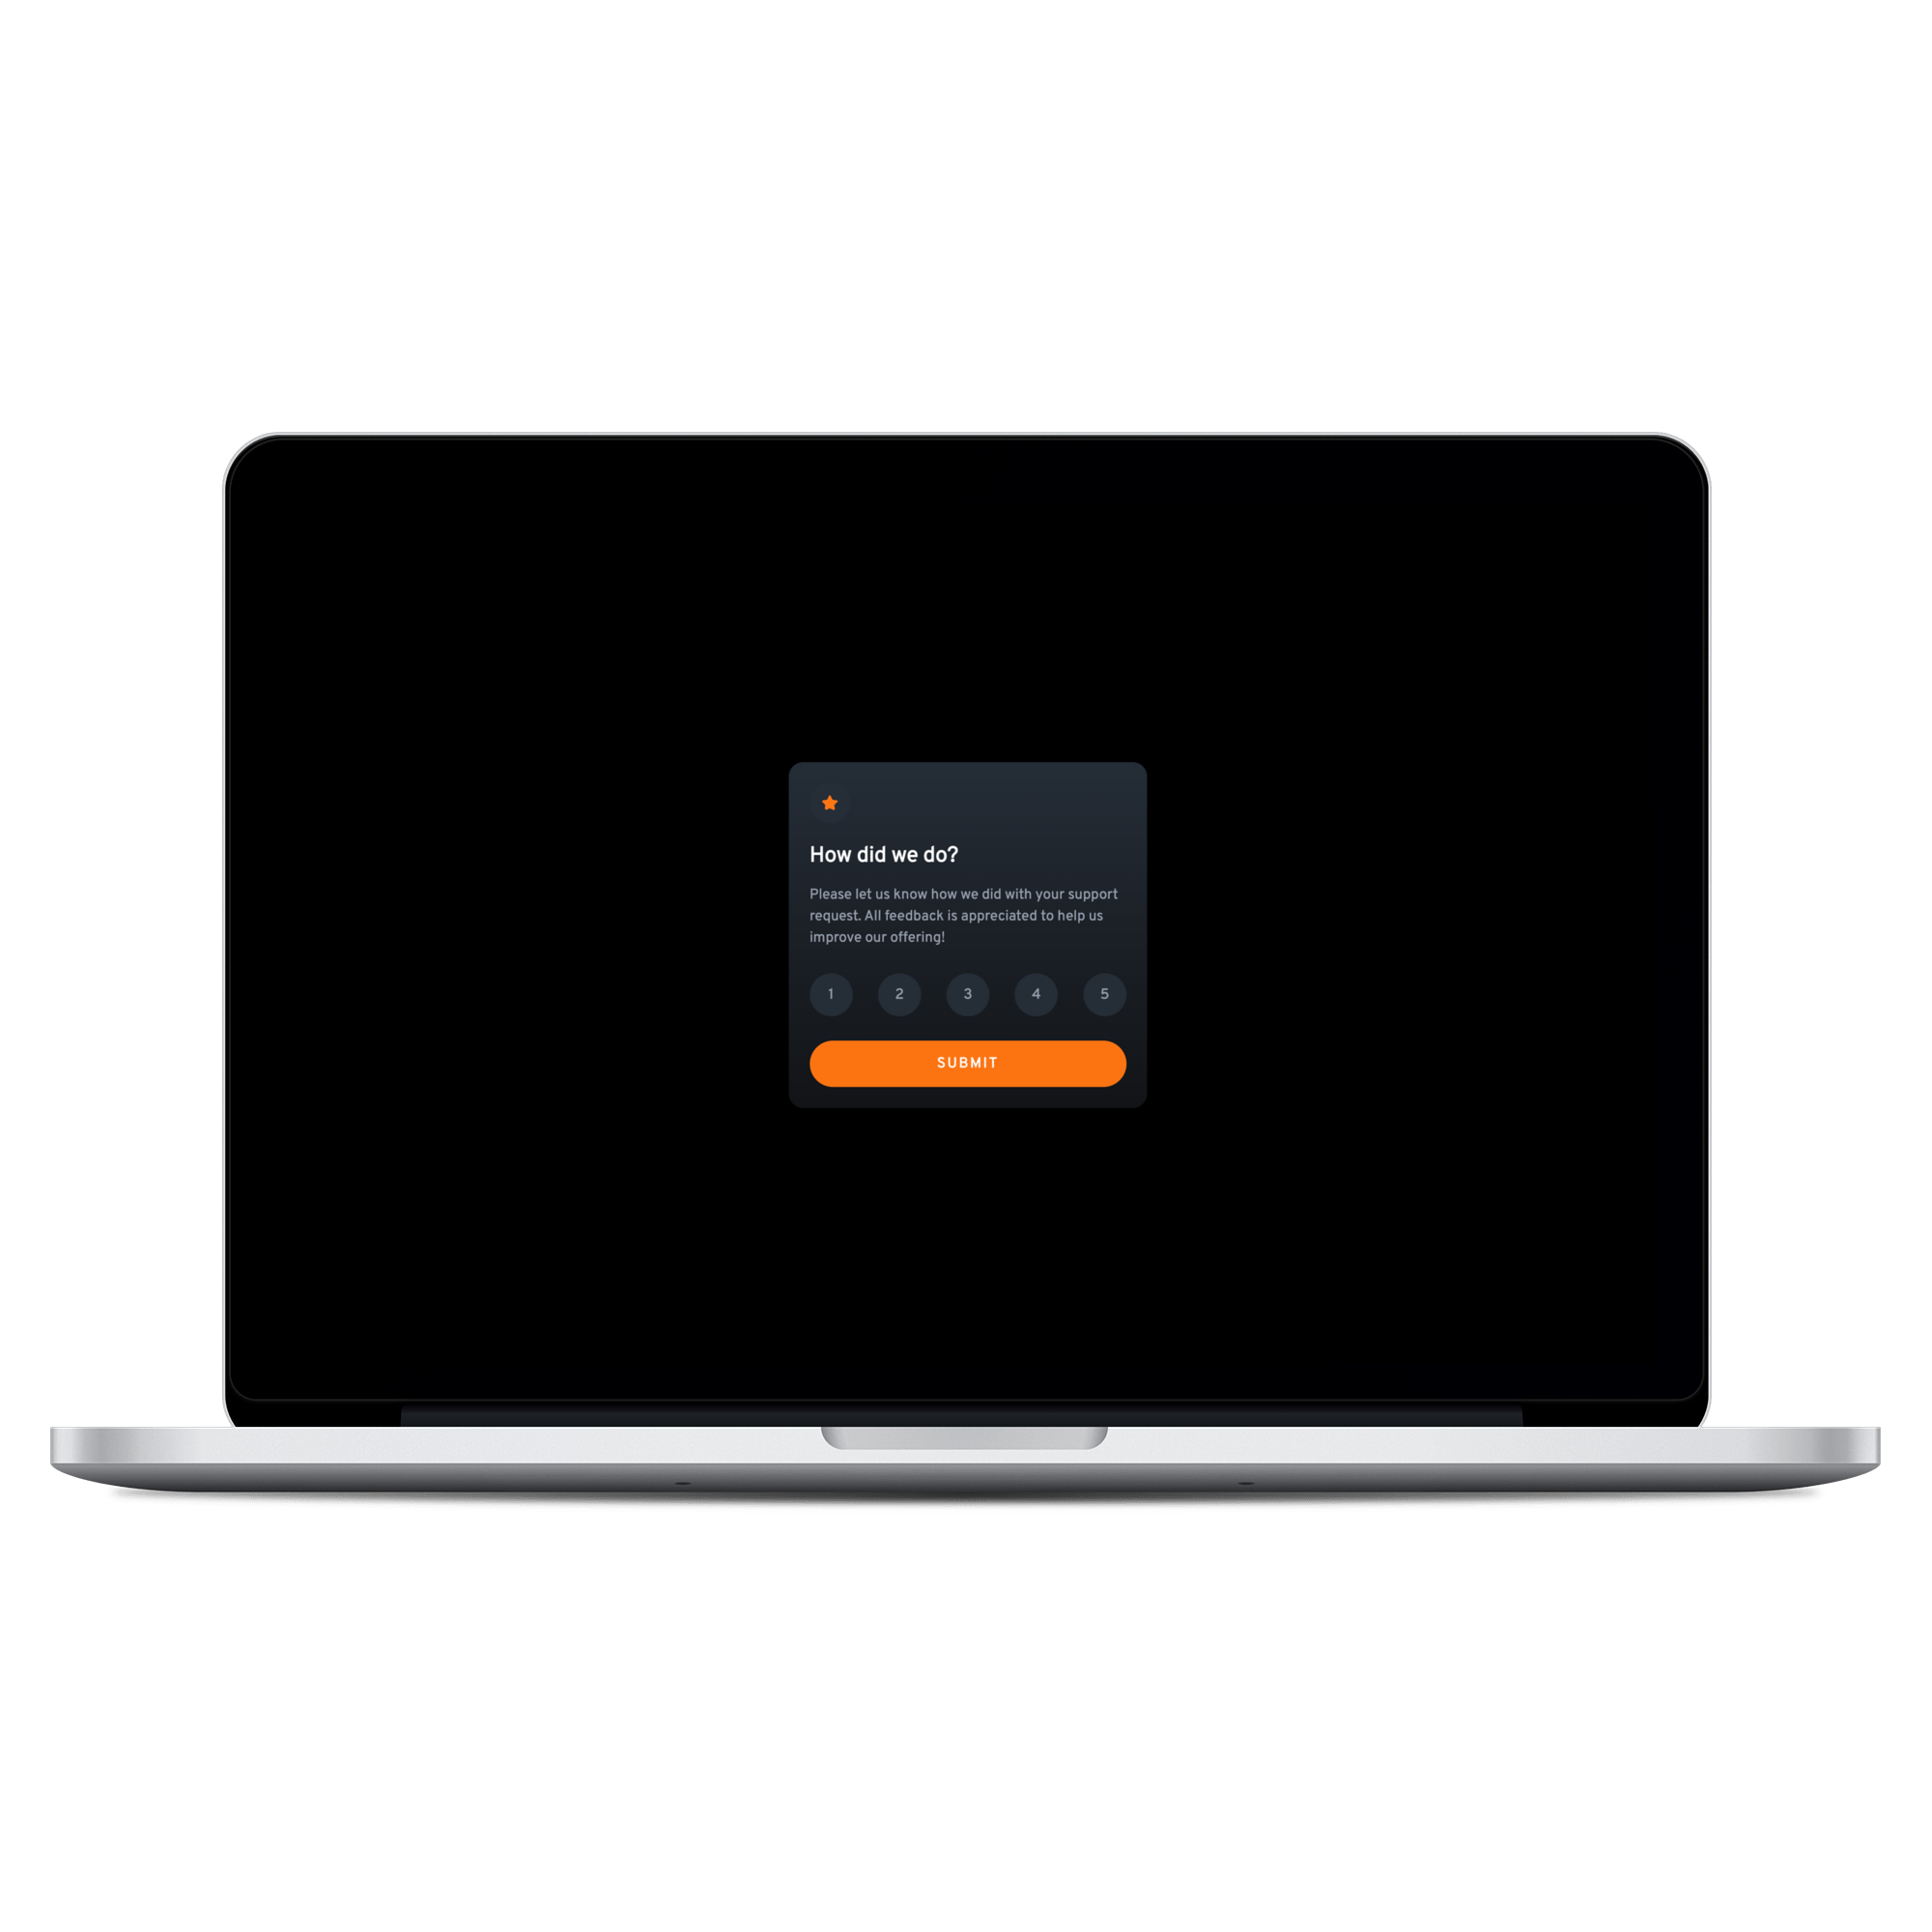 How did we do?
Please let us know how we did with your support
request. All feedback is appreciated to help us
improve our offering!
1 2 3 4 5
SUBMIT